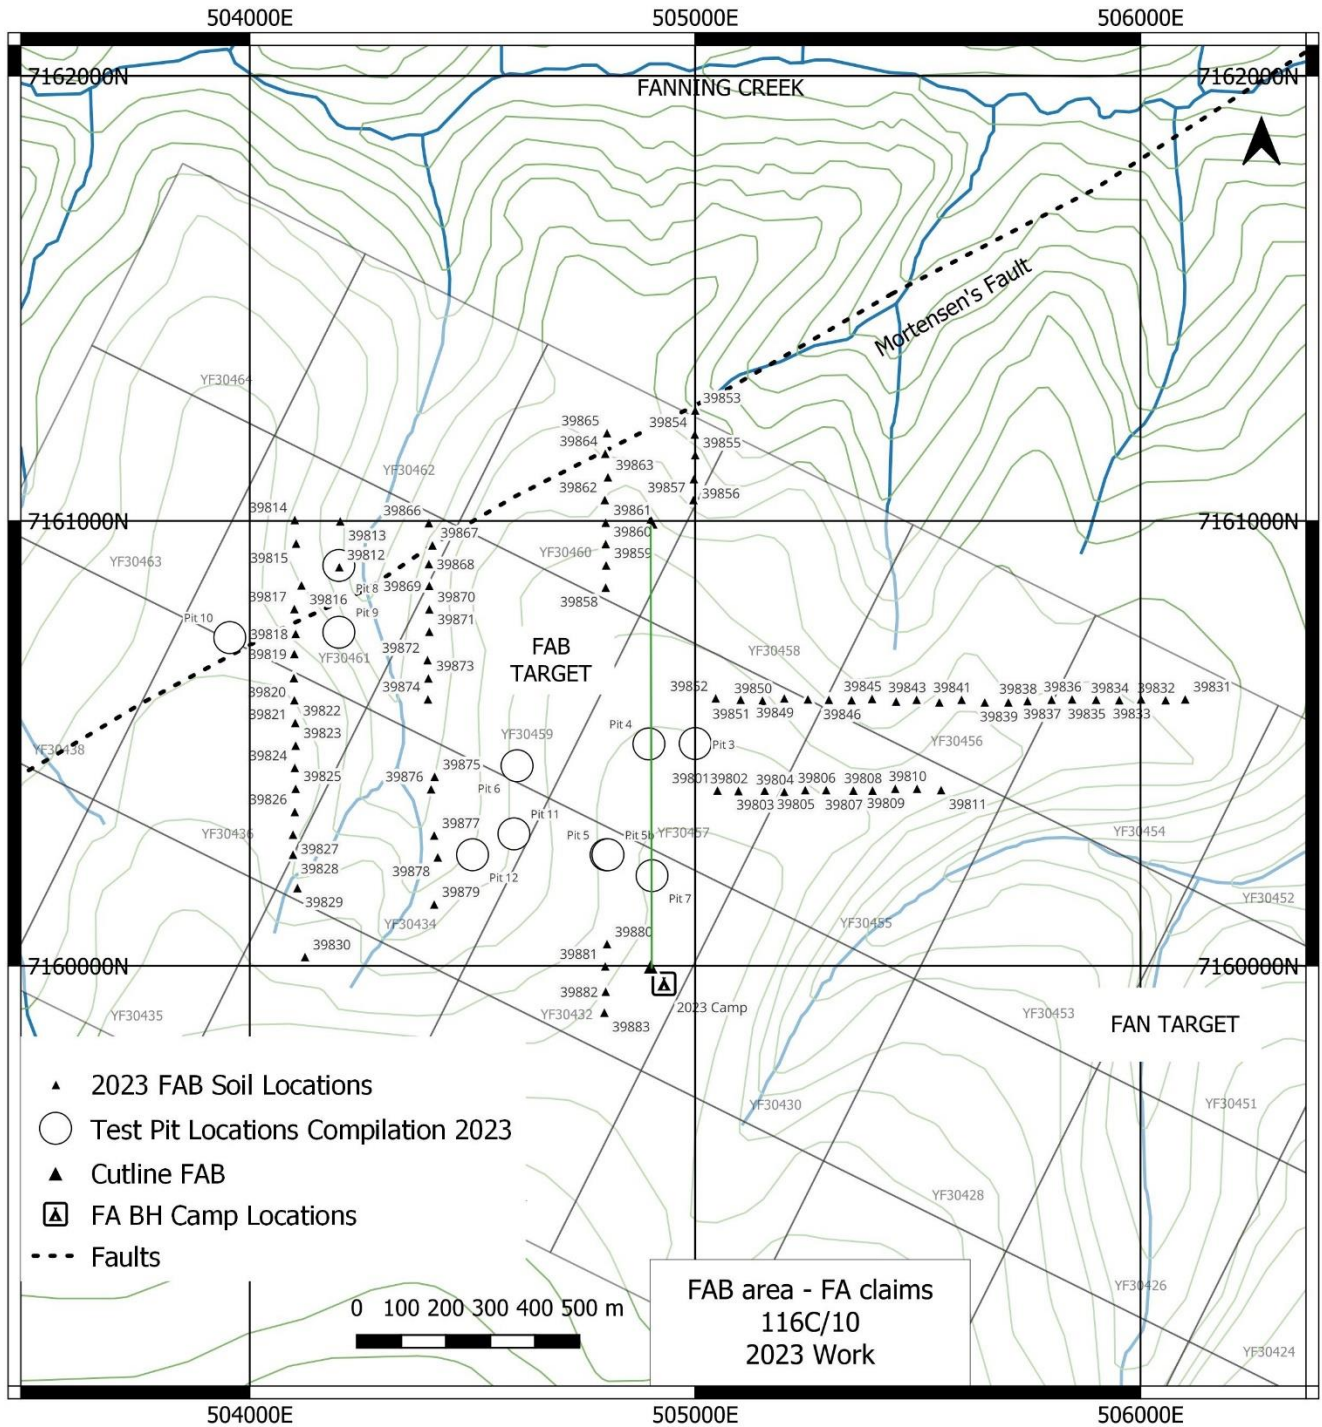 504000E
505000E
506000E
7162000N
7162000N
FANNING CREEK
Mortensen's Fault
YF30464
39853
39865
39854
39864
39855
YF30462
39863
39862
39857
39856
39814
39866
39861
7161000N
7161000N
39813
39867
39860
39815
39812
YF30460
39859
YF30463
39868
Pit 8
39869
39817
39816
39870
39858
Pit 10
Pit 9
39871
39818
39872
FAB
TARGET
YF30458
39819
YF30461
39873
39820
39874
39852
39850
39845
39843
39841
39838
39836
39834
39832
39831
39821
39822
39851
39849
39846
39839
39837
39835
39833
39823
Pit 4
YF30459
YF30456
YF30438
39824
Pit 3
39875
39825
39876
39801
39802
39804
39806
39808
39810
39826
Pit 6
39803
39805
39807
39809
39811
Pit 11
YF30436
39877
Pit 5
Pit 5b
YF30457
YF30454
39827
39828
39878
Pit 12
39829
39879
Pit 7
YF30452
YF30434
YF30455
39830
39880
39881
7160000N
7160000N
39882
2023 Camp
YF30435
YF30432
YF30453
39883
FAN TARGET
YF30430
YF30451
YF30428
YF30426
YF30424
2023 FAB Soil Locations
Test Pit Locations Compilation 2023
Cutline FAB
FA BH Camp Locations
Faults
0 100 200 300 400 500 m
FAB area - FA claims
116C/10
2023 Work
504000E
505000E
506000E